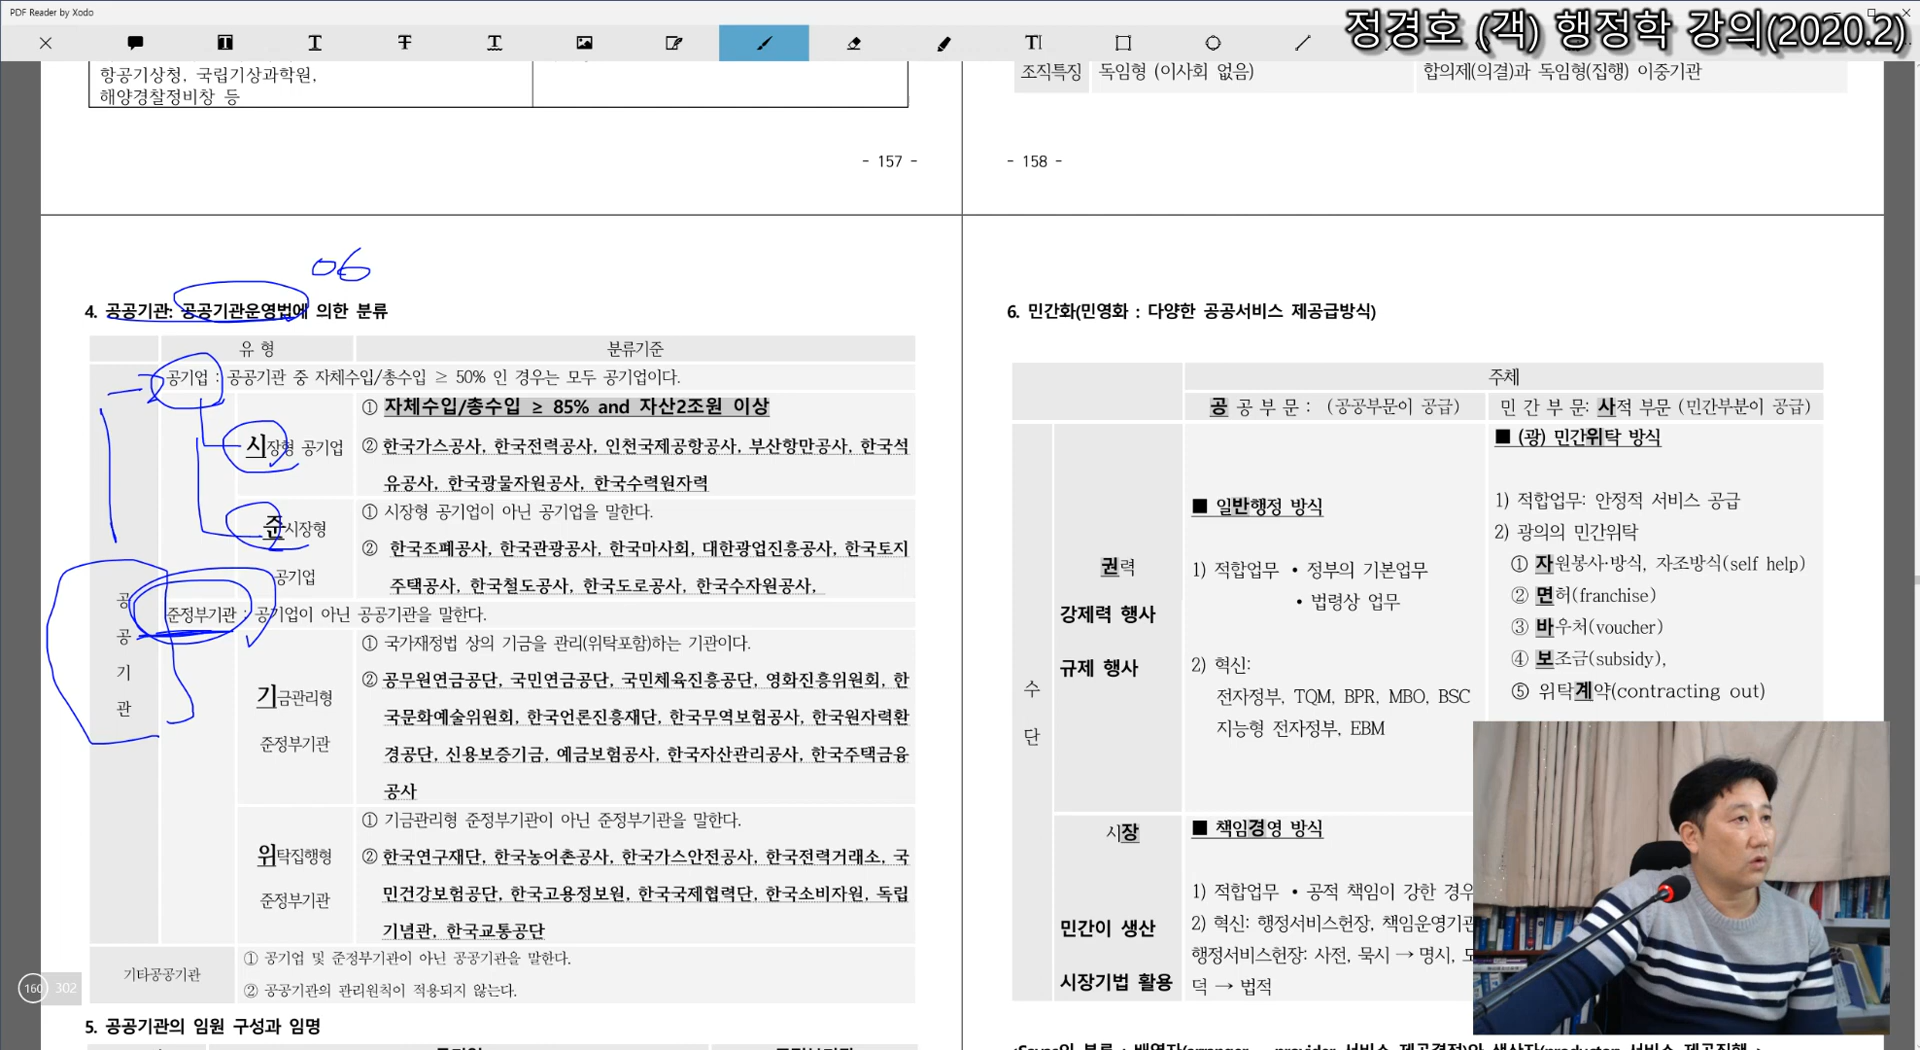 PDF Reader by Xodo
정경호 (객) 행정학 강의(2020.2)
항공기상청, 국립기상과학원,
해양경찰정비창 등
- 157 -
06
4. 공공기관: 공공기관운영법에 의한 분류
유 형
분류기준
공기업 : 공공기관 중 자체수입/총수입 ≥ 50% 인 경우는 모두 공기업이다.
시장형 공기업
① 자체수입/총수입 ≥ 85% and 자산2조원 이상
② 한국가스공사, 한국전력공사, 인천국제공항공사, 부산항만공사, 한국석
유공사, 한국광물자원공사, 한국수력원자력
준시장형
공기업
① 시장형 공기업이 아닌 공기업을 말한다.
② 한국조폐공사, 한국관광공사, 한국마사회, 대한광업진흥공사, 한국토지
주택공사, 한국철도공사, 한국도로공사, 한국수자원공사,
공
공
기
관
준정부기관 : 공기업이 아닌 공공기관을 말한다.
기금관리형
준정부기관
① 국가재정법 상의 기금을 관리(위탁포함)하는 기관이다.
② 공무원연금공단, 국민연금공단, 국민체육진흥공단, 영화진흥위원회, 한
국문화예술위원회, 한국언론진흥재단, 한국무역보험공사, 한국원자력환
경공단, 신용보증기금, 예금보험공사, 한국자산관리공사, 한국주택금융
공사
위탁집행형
준정부기관
① 기금관리형 준정부기관이 아닌 준정부기관을 말한다.
② 한국연구재단, 한국농어촌공사, 한국가스안전공사, 한국전력거래소, 국
민건강보험공단, 한국고용정보원, 한국국제협력단, 한국소비자원, 독립
기념관, 한국교통공단
기타공공기관
① 공기업 및 준정부기관이 아닌 공공기관을 말한다.
② 공공기관의 관리원칙이 적용되지 않는다.
160 302
5. 공공기관의 임원 구성과 임명
조직특징 독임형 (이사회 없음) 합의제(의결)과 독임형(집행) 이중기관
- 158 -
6. 민간화(민영화 : 다양한 공공서비스 제공급방식)
주체
공 공 부 문 : (공공부문이 공급)
민 간 부 문: 사적 부문 (민간부분이 공급)
수
단
권력
강제력 행사
규제 행사
■ 일반행정 방식
1) 적합업무 • 정부의 기본업무
• 법령상 업무
2) 혁신:
전자정부, TQM, BPR, MBO, BSC
지능형 전자정부, EBM
■ (광) 민간위탁 방식
1) 적합업무: 안정적 서비스 공급
2) 광의의 민간위탁
① 자원봉사·방식, 자조방식(self help)
② 면허(franchise)
③ 바우처(voucher)
④ 보조금(subsidy),
⑤ 위탁계약(contracting out)
시장
민간이 생산
시장기법 활용
■ 책임경영 방식
1) 적합업무 • 공적 책임이 강한 경우
2) 혁신: 행정서비스헌장, 책임운영기관
행정서비스헌장: 사전, 묵시 → 명시, 도
덕 → 법적